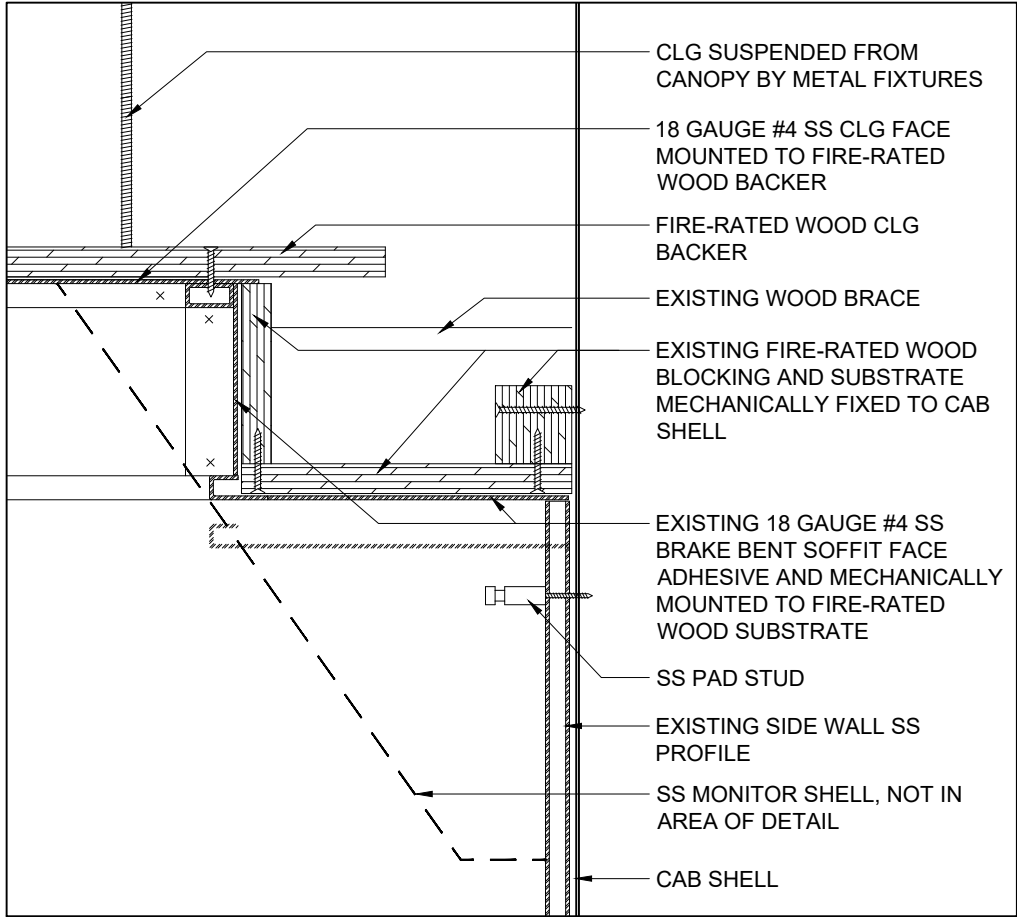 CLG SUSPENDED FROM
CANOPY BY METAL FIXTURES
18 GAUGE #4 SS CLG FACE
MOUNTED TO FIRE-RATED
WOOD BACKER
FIRE-RATED WOOD CLG
BACKER
EXISTING WOOD BRACE
EXISTING FIRE-RATED WOOD
BLOCKING AND SUBSTRATE
MECHANICALLY FIXED TO CAB
SHELL
EXISTING 18 GAUGE #4 SS
BRAKE BENT SOFFIT FACE
ADHESIVE AND MECHANICALLY
MOUNTED TO FIRE-RATED
WOOD SUBSTRATE
SS PAD STUD
EXISTING SIDE WALL SS
PROFILE
SS MONITOR SHELL, NOT IN
AREA OF DETAIL
CAB SHELL